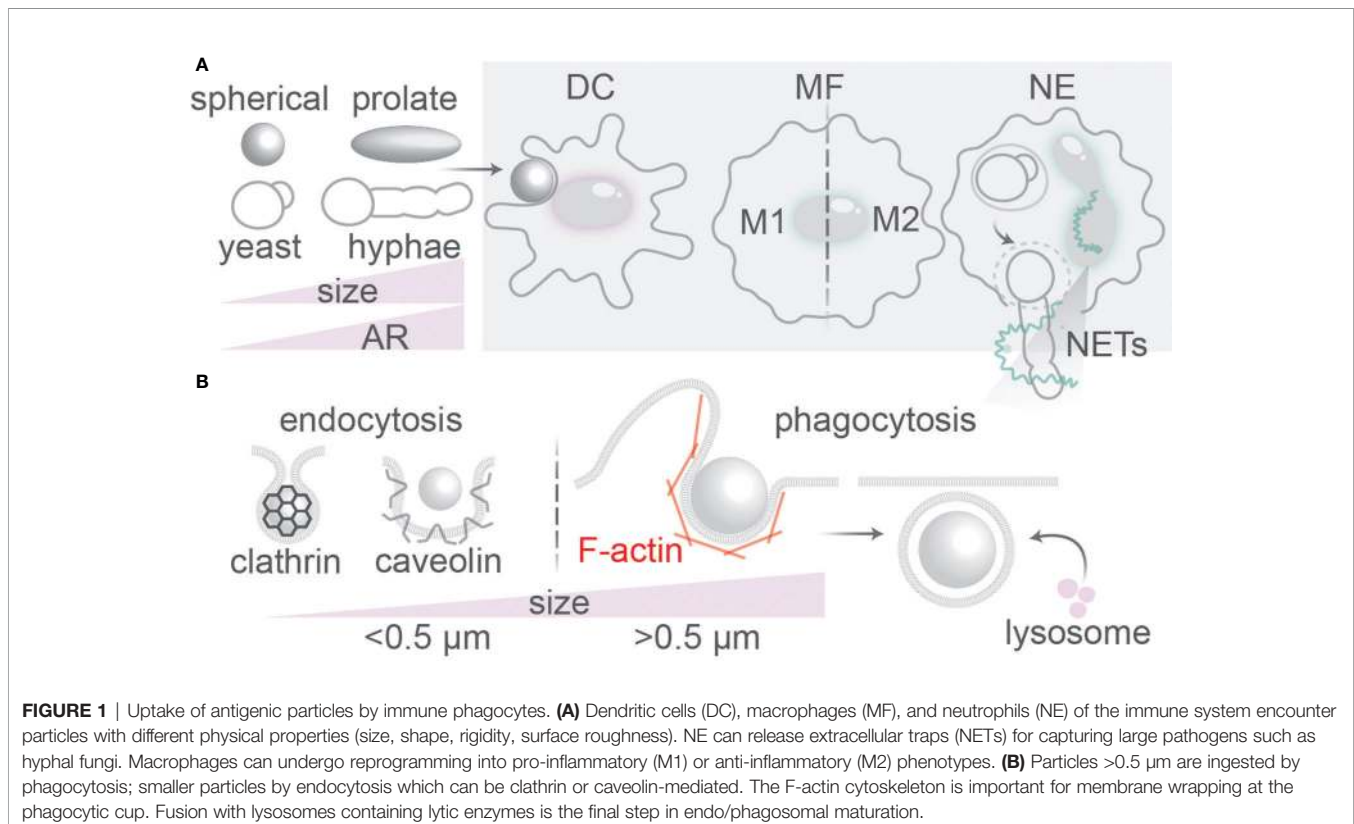 A
spherical prolate
DC MF NE
M1 M2
yeast hyphae
size
AR
NETs
B
endocytosis phagocytosis
clathrin caveolin
F-actin
size
<0.5 µm >0.5 µm
lysosome
FIGURE 1 | Uptake of antigenic particles by immune phagocytes. (A) Dendritic cells (DC), macrophages (MF), and neutrophils (NE) of the immune system encounter
particles with different physical properties (size, shape, rigidity, surface roughness). NE can release extracellular traps (NETs) for capturing large pathogens such as
hyphal fungi. Macrophages can undergo reprogramming into pro-inflammatory (M1) or anti-inflammatory (M2) phenotypes. (B) Particles >0.5 µm are ingested by
phagocytosis; smaller particles by endocytosis which can be clathrin or caveolin-mediated. The F-actin cytoskeleton is important for membrane wrapping at the
phagocytic cup. Fusion with lysosomes containing lytic enzymes is the final step in endo/phagosomal maturation.